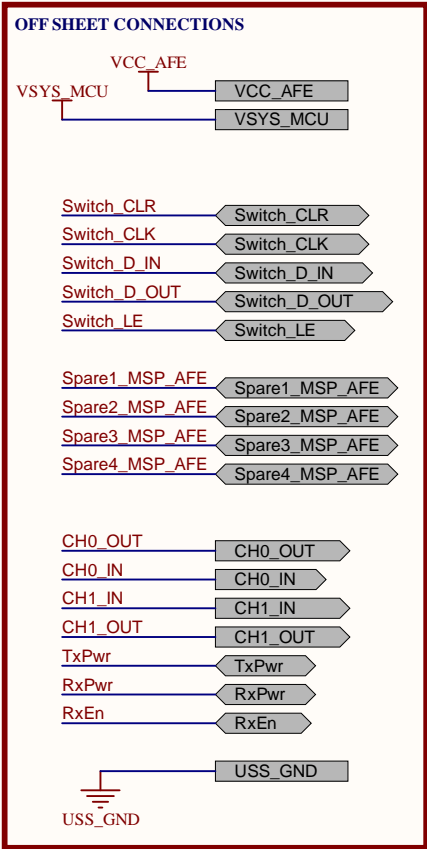 OFF SHEET CONNECTIONS
VCC_AFE
VCC_AFE
VSYS_MCU
VSYS_MCU
Switch_CLR Switch_CLR
Switch_CLK Switch_CLK
Switch_D_IN Switch_D_IN
Switch_D_OUT Switch_D_OUT
Switch_LE Switch_LE
Spare1_MSP_AFE Spare1_MSP_AFE
Spare2_MSP_AFE Spare2_MSP_AFE
Spare3_MSP_AFE Spare3_MSP_AFE
Spare4_MSP_AFE Spare4_MSP_AFE
CH0_OUT CH0_OUT
CH0_IN CH0_IN
CH1_IN CH1_IN
CH1_OUT CH1_OUT
TxPwr TxPwr
RxPwr RxPwr
RxEn RxEn
USS_GND
USS_GND